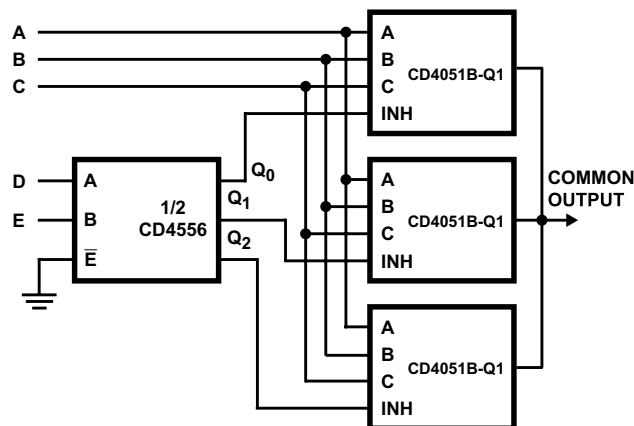 A
B
C
A
B
C
INH
CD4051B-Q1
D
E
A
B
E̅
1/2
CD4556
Q0
Q1
Q2
A
B
C
INH
CD4051B-Q1
COMMON
OUTPUT
A
B
C
INH
CD4051B-Q1